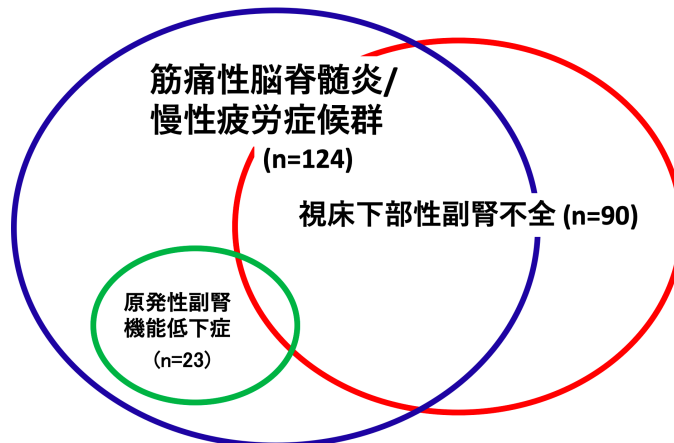 筋痛性脳脊髄炎/
慢性疲労症候群
(n=124)
視床下部性副腎不全 (n=90)
原発性副腎
機能低下症
(n=23)